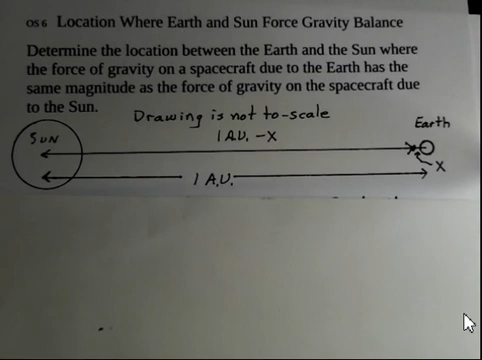 OS 6 Location Where Earth and Sun Force Gravity Balance
Determine the location between the Earth and the Sun where
the force of gravity on a spacecraft due to the Earth has the
same magnitude as the force of gravity on the spacecraft due
to the Sun.
Drawing is not to-scale
Earth
SUN
1 A.U. - X
X
1 A.U.